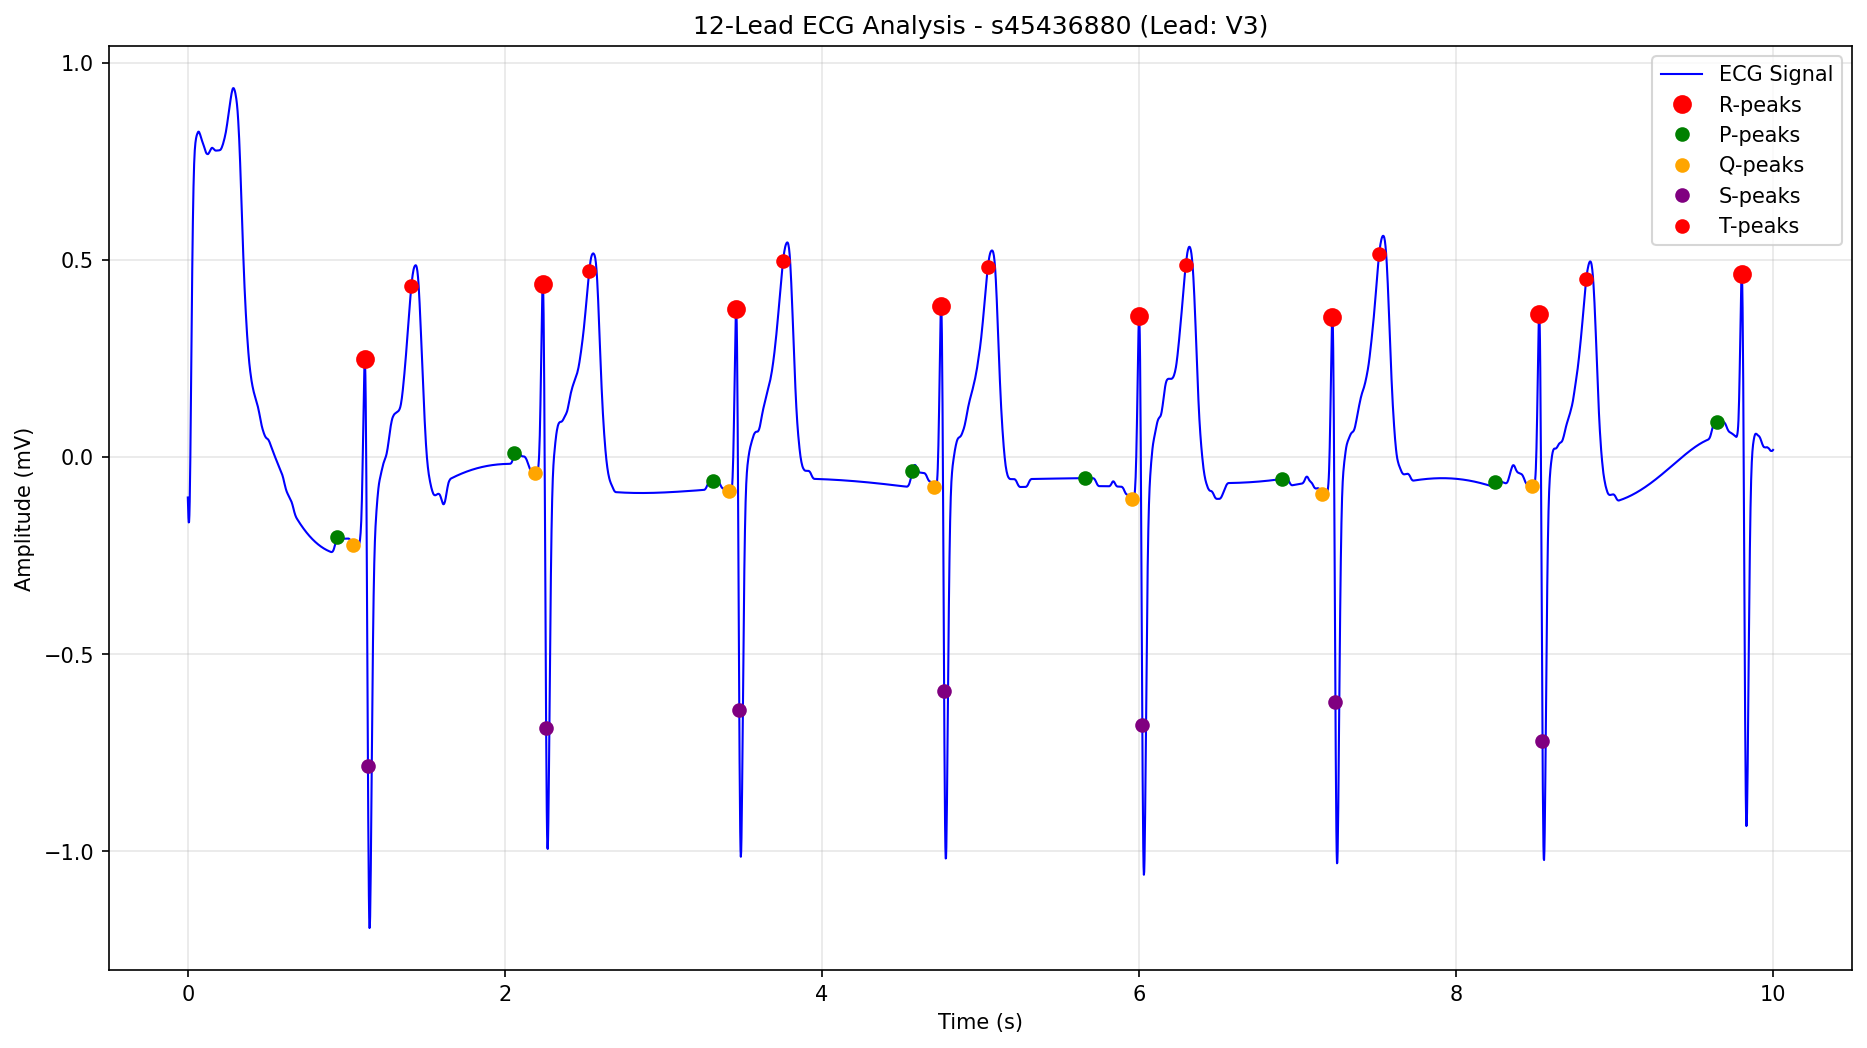 12-Lead ECG Analysis - s45436880 (Lead: V3)
ECG Signal
R-peaks
P-peaks
Q-peaks
S-peaks
T-peaks
Amplitude (mV)
1.0
0.5
0.0
−0.5
−1.0
0 2 4 6 8 10
Time (s)